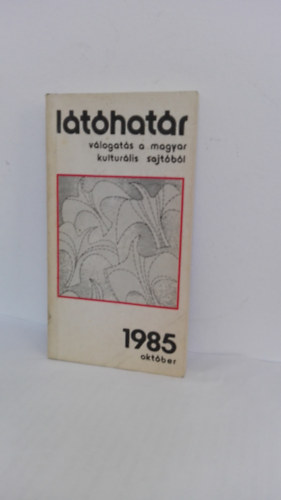 látóhatár
válogatás a magyar
kulturális sajtóból
1985
október